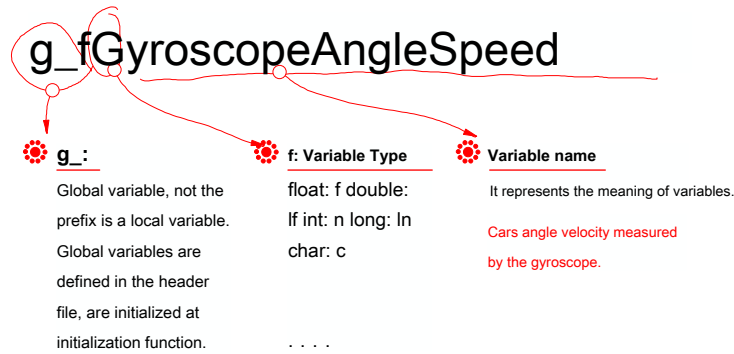 g_fGyroscopeAngleSpeed
g_:
Global variable, not the
prefix is a local variable.
Global variables are
defined in the header
file, are initialized at
initialization function.
f: Variable Type
float: f double:
lf int: n long: ln
char: c
. . . .
Variable name
It represents the meaning of variables.
Cars angle velocity measured
by the gyroscope.